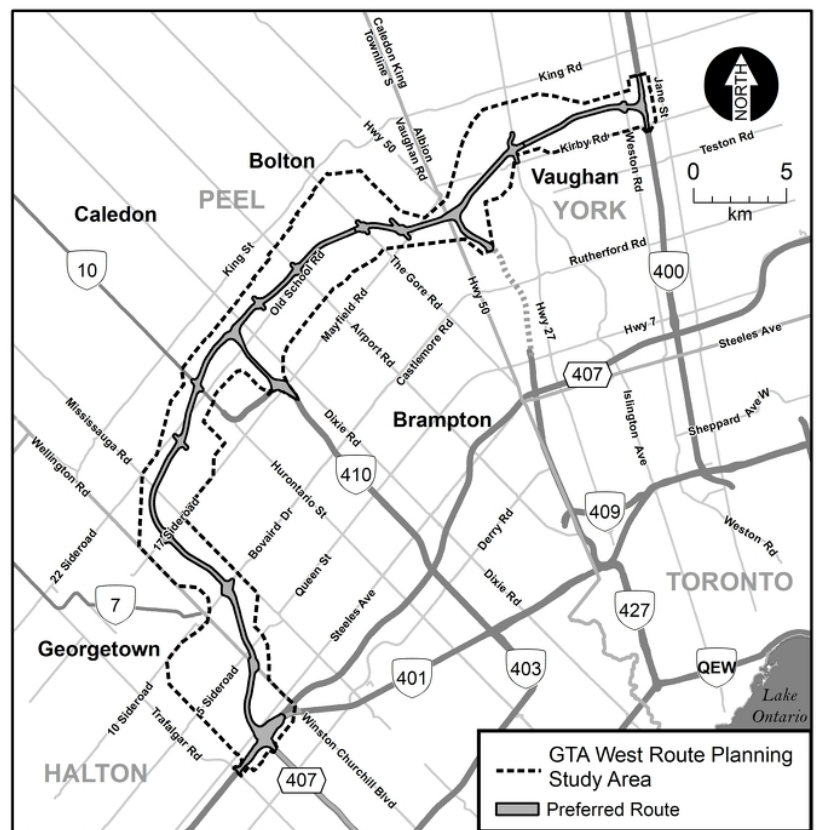 Caledon King
Townline S
King Rd
Jane St
NORTH
Hwy 50
Albion
Vaughan Rd
Kirby Rd
Weston Rd
Teston Rd
Bolton
Vaughan
0 5
km
PEEL
YORK
Caledon
King St
Rutherford Rd
10
Old School Rd
The Gore Rd
400
Mayfield Rd
Hwy 50
Hwy 27
Airport Rd
Castlemore Rd
Hwy 7
Steeles Ave
407
Mississauga Rd
Dixie Rd
Brampton
Islington Ave
Sheppard Ave W
Wellington Rd
410
Hurontario St
409
17 Sideroad
Bovaird Dr
Derry Rd
Weston Rd
22 Sideroad
Queen St
Dixie Rd
TORONTO
7
Steeles Ave
427
Georgetown
401
403
QEW
15 Sideroad
10 Sideroad
Lake
Ontario
Trafalgar Rd
Winston Churchill Blvd
HALTON
407
GTA West Route Planning
Study Area
Preferred Route